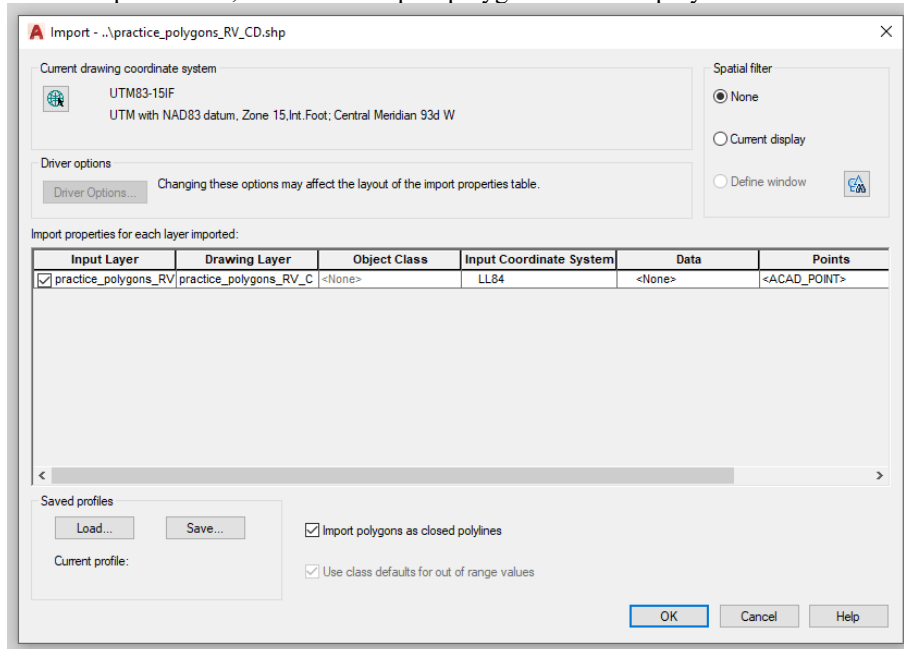 Import - ..\practice_polygons_RV_CD.shp
Current drawing coordinate system
UTM83-15IF
UTM with NAD83 datum, Zone 15,Int.Foot; Central Meridian 93d W
Spatial filter
None
Current display
Define window
Driver options
Driver Options...
Changing these options may affect the layout of the import properties table.
Import properties for each layer imported:
Input Layer Drawing Layer Object Class Input Coordinate System Data Points
practice_polygons_RV practice_polygons_RV_C <None> LL84 <None> <ACAD_POINT>
Saved profiles
Load... Save...
Current profile:
Import polygons as closed polylines
Use class defaults for out of range values
OK Cancel Help